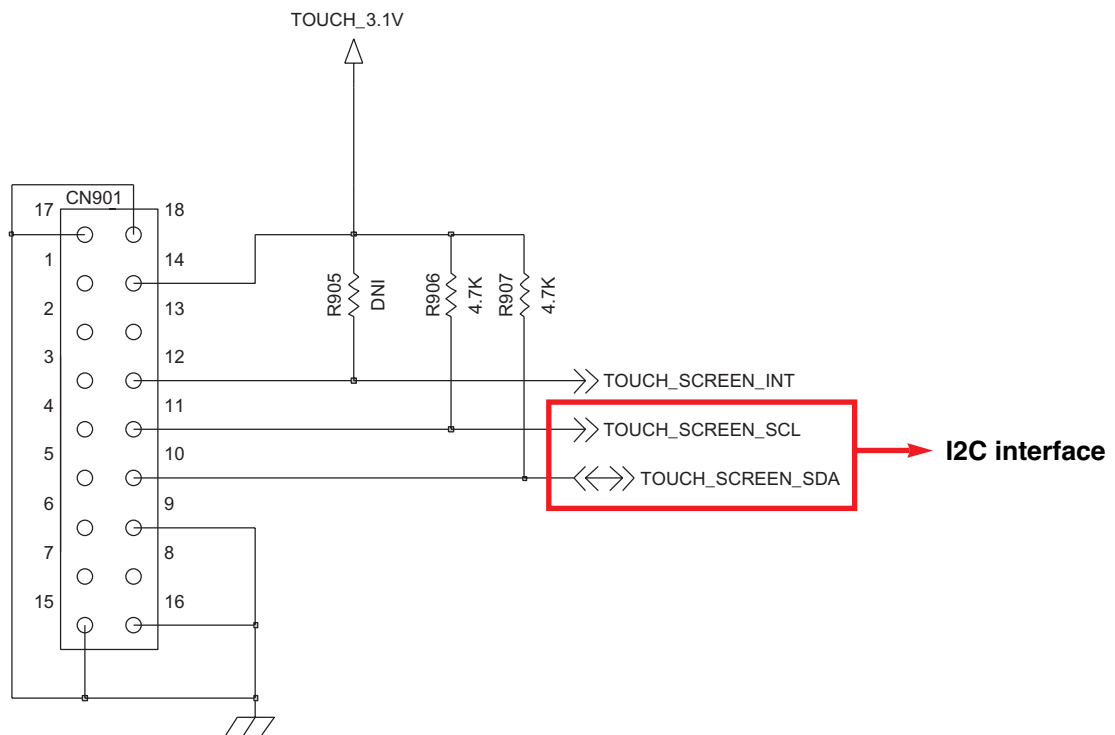 TOUCH_3.1V
CN901
17 18
1 14
2 13
3 12
4 11
5 10
6 9
7 8
15 16
R905
DNI
R906
4.7K
R907
4.7K
TOUCH_SCREEN_INT
TOUCH_SCREEN_SCL
TOUCH_SCREEN_SDA
I2C interface